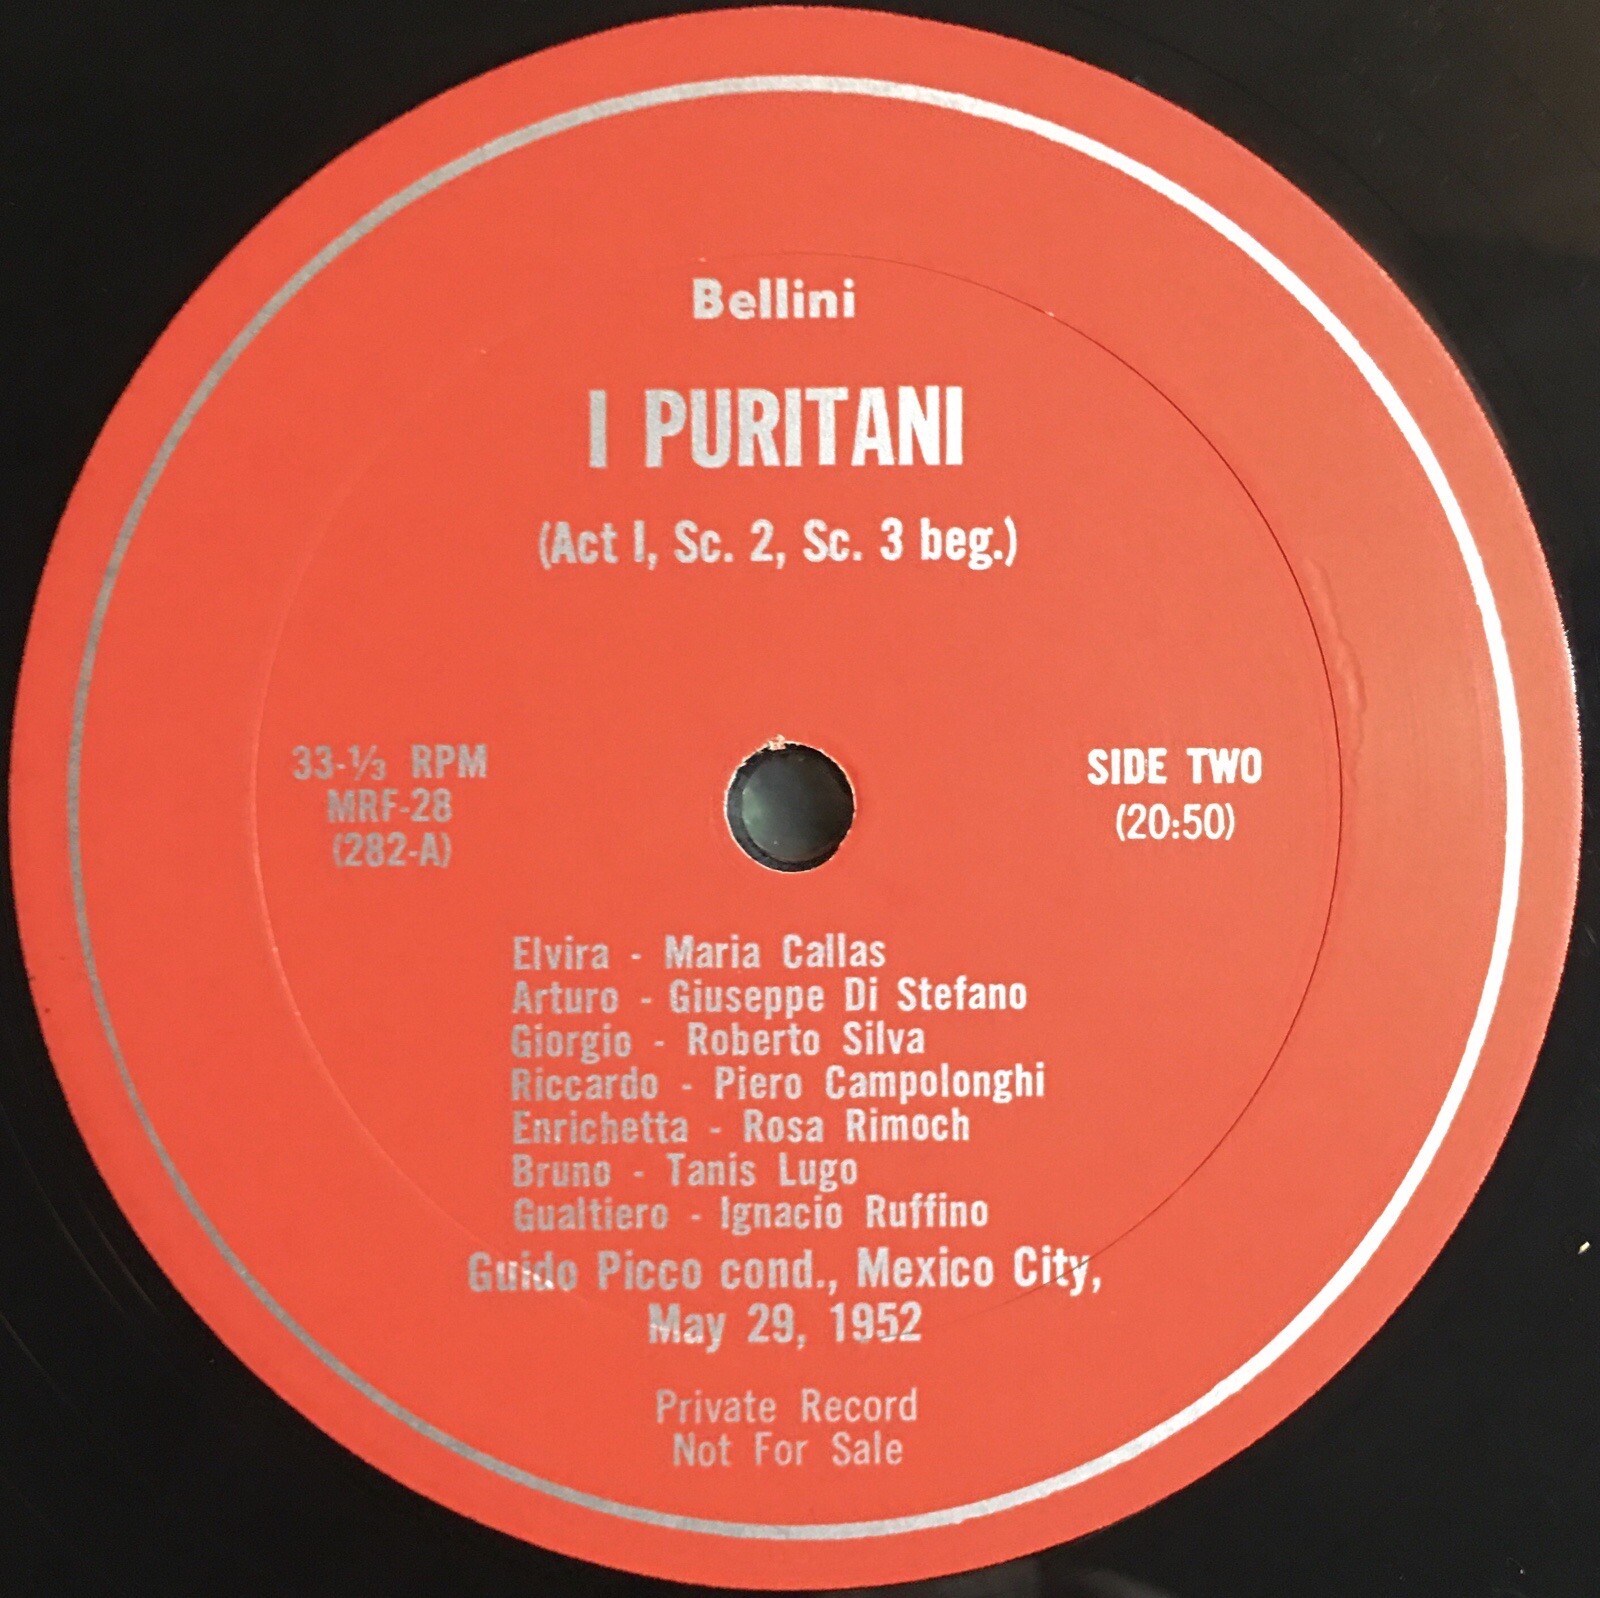 Bellini
I PURITANI
(Act I, Sc. 2, Sc. 3 beg.)
33-⅓ RPM
MRF-28
(282-A)
SIDE TWO
(20:50)
Elvira - Maria Callas
Arturo - Giuseppe Di Stefano
Giorgio - Roberto Silva
Riccardo - Piero Campolonghi
Enrichetta - Rosa Rimoch
Bruno - Tanis Lugo
Gualtiero - Ignacio Ruffino
Guido Picco cond., Mexico City,
May 29, 1952
Private Record
Not For Sale